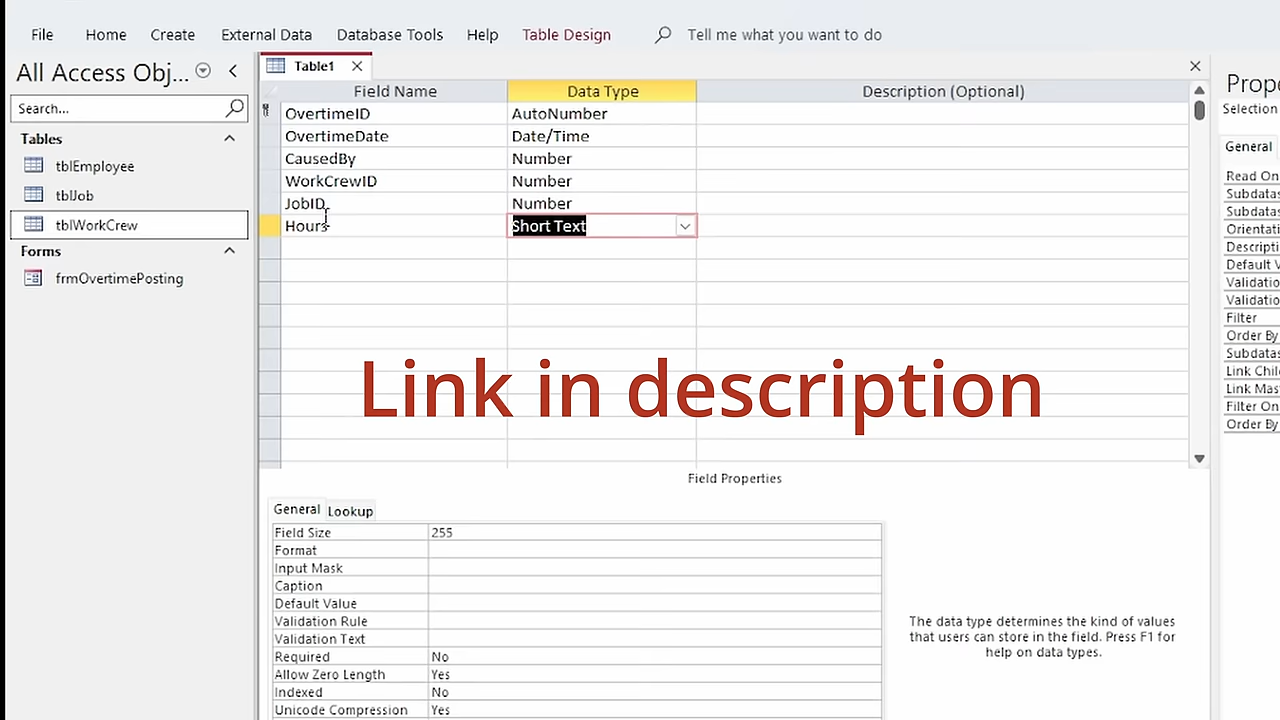 File Home Create External Data Database Tools Help Table Design Tell me what you want to do
All Access Obj...
Search...
Tables
tblEmployee
tblJob
tblWorkCrew
Forms
frmOvertimePosting
Table1
Field Name Data Type Description (Optional)
OvertimeID AutoNumber
OvertimeDate Date/Time
CausedBy Number
WorkCrewID Number
JobID Number
Hours Short Text
Link in description
Field Properties
General Lookup
Field Size 255
Format
Input Mask
Caption
Default Value
Validation Rule
Validation Text
Required No
Allow Zero Length Yes
Indexed No
Unicode Compression Yes
The data type determines the kind of values
that users can store in the field. Press F1 for
help on data types.
Prope
Selection
General
Read On
Subdatas
Subdatas
Orientati
Descripti
Default V
Validatio
Validatio
Filter
Order By
Subdatas
Link Chil
Link Mas
Filter On
Order By